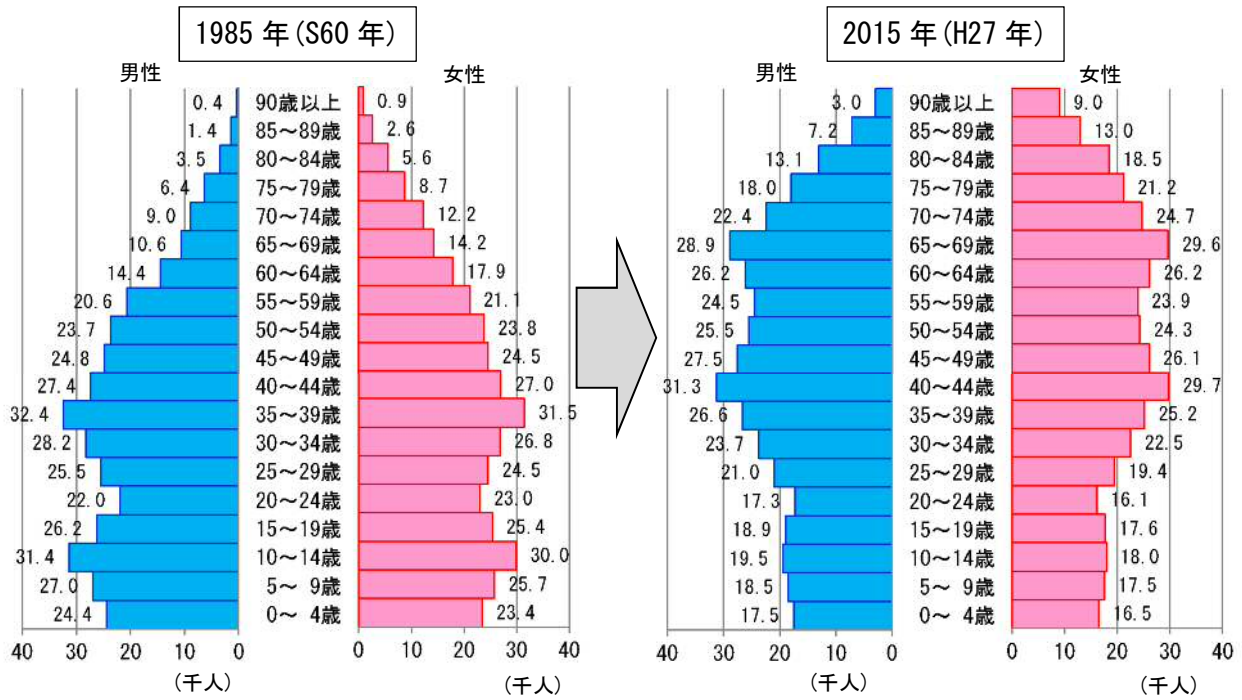 1985 年(S60 年) 2015 年(H27 年)
男性 女性 男性 女性
0.4 90歳以上 0.9 3.0 90歳以上 9.0
1.4 85～89歳 2.6 7.2 85～89歳 13.0
3.5 80～84歳 5.6 13.1 80～84歳 18.5
6.4 75～79歳 8.7 18.0 75～79歳 21.2
9.0 70～74歳 12.2 22.4 70～74歳 24.7
10.6 65～69歳 14.2 28.9 65～69歳 29.6
14.4 60～64歳 17.9 26.2 60～64歳 26.2
20.6 55～59歳 21.1 24.5 55～59歳 23.9
23.7 50～54歳 23.8 25.5 50～54歳 24.3
24.8 45～49歳 24.5 27.5 45～49歳 26.1
27.4 40～44歳 27.0 31.3 40～44歳 29.7
32.4 35～39歳 31.5 26.6 35～39歳 25.2
28.2 30～34歳 26.8 23.7 30～34歳 22.5
25.5 25～29歳 24.5 21.0 25～29歳 19.4
22.0 20～24歳 23.0 17.3 20～24歳 16.1
26.2 15～19歳 25.4 18.9 15～19歳 17.6
31.4 10～14歳 30.0 19.5 10～14歳 18.0
27.0 5～ 9歳 25.7 18.5 5～ 9歳 17.5
24.4 0～ 4歳 23.4 17.5 0～ 4歳 16.5
40 30 20 10 0 0 10 20 30 40 40 30 20 10 0 0 10 20 30 40
(千人) (千人) (千人) (千人)